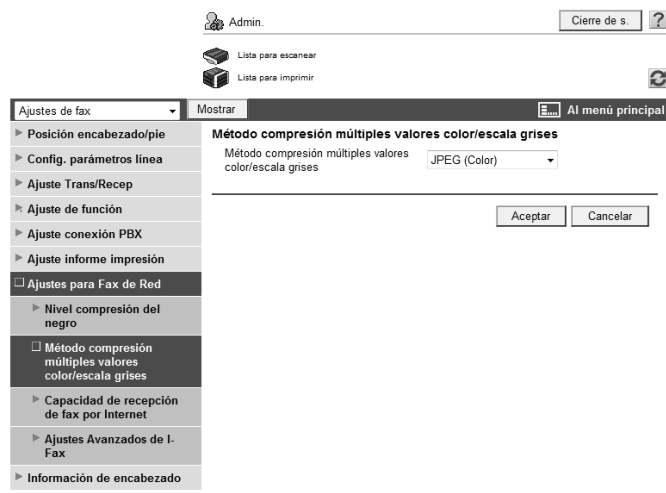 Admin.
Cierre de s.
?
Lista para escanear
Lista para imprimir
Ajustes de fax
Mostrar
Al menú principal
Posición encabezado/pie
Config. parámetros línea
Ajuste Trans/Recep
Ajuste de función
Ajuste conexión PBX
Ajuste informe impresión
Ajustes para Fax de Red
Nivel compresión del
negro
Método compresión
múltiples valores
color/escala grises
Capacidad de recepción
de fax por Internet
Ajustes Avanzados de I-
Fax
Información de encabezado
Método compresión múltiples valores color/escala grises
Método compresión múltiples valores
color/escala grises
JPEG (Color)
Aceptar
Cancelar